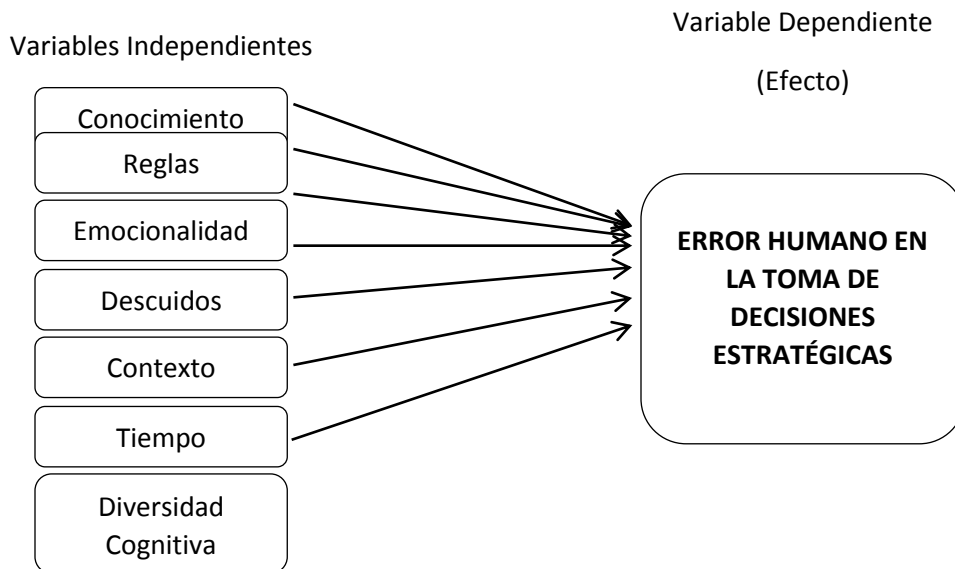 Variable Dependiente
(Efecto)
Variables Independientes
Conocimiento
Reglas
Emocionalidad
Descuidos
Contexto
Tiempo
Diversidad
Cognitiva
ERROR HUMANO EN
LA TOMA DE
DECISIONES
ESTRATÉGICAS